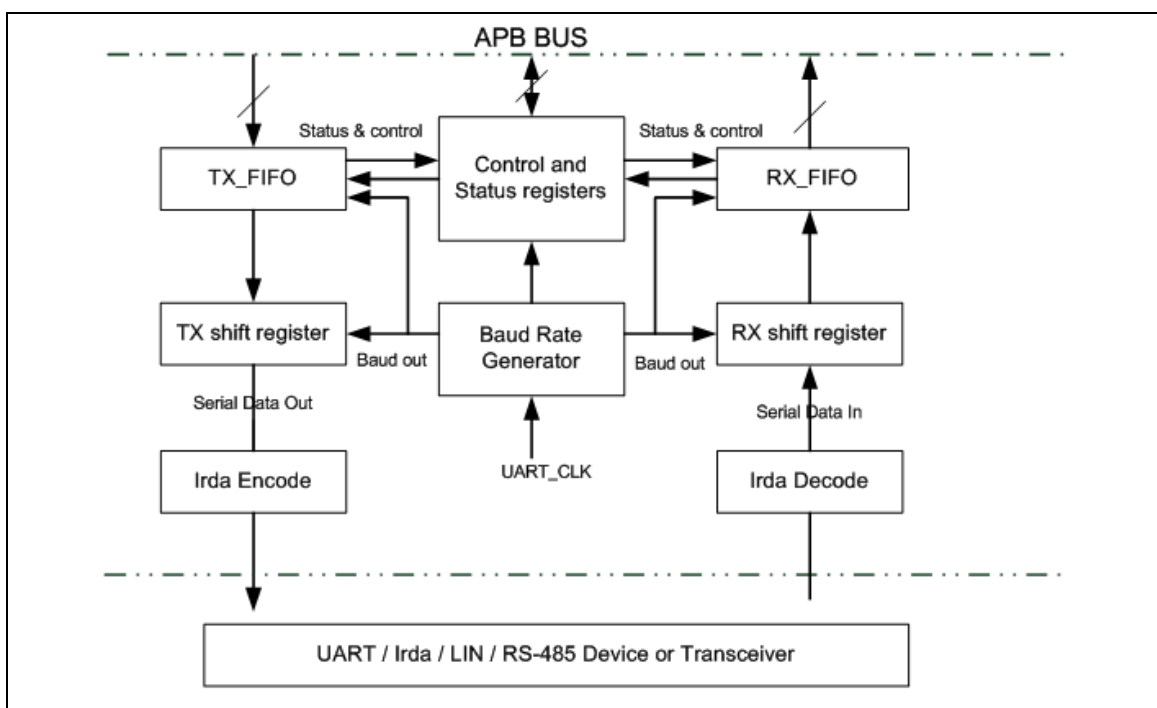 APB BUS
Status & control
Status & control
TX_FIFO
Control and
Status registers
RX_FIFO
TX shift register
Baud Rate
Generator
RX shift register
Baud out
Baud out
Serial Data Out
Serial Data In
Irda Encode
UART_CLK
Irda Decode
UART / Irda / LIN / RS-485 Device or Transceiver